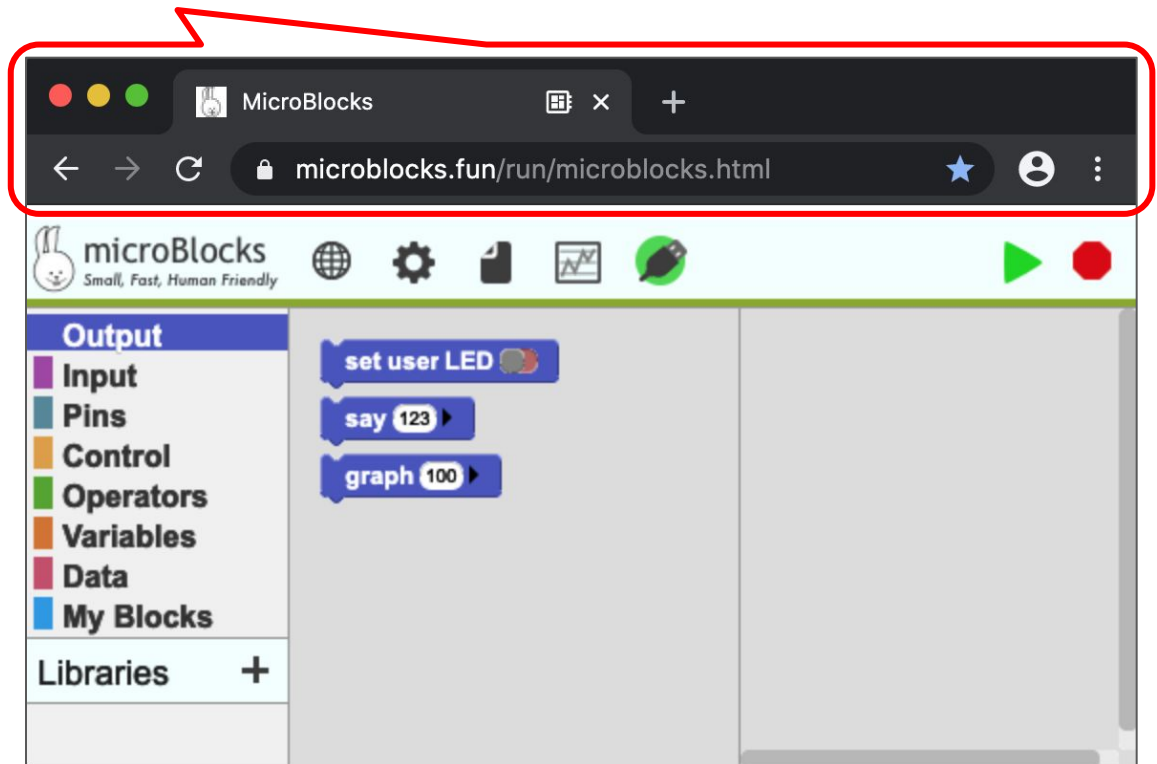 MicroBlocks
microblocks.fun/run/microblocks.html
microBlocks
Small, Fast, Human Friendly
Output
Input
Pins
Control
Operators
Variables
Data
My Blocks
Libraries +
set user LED
say 123
graph 100